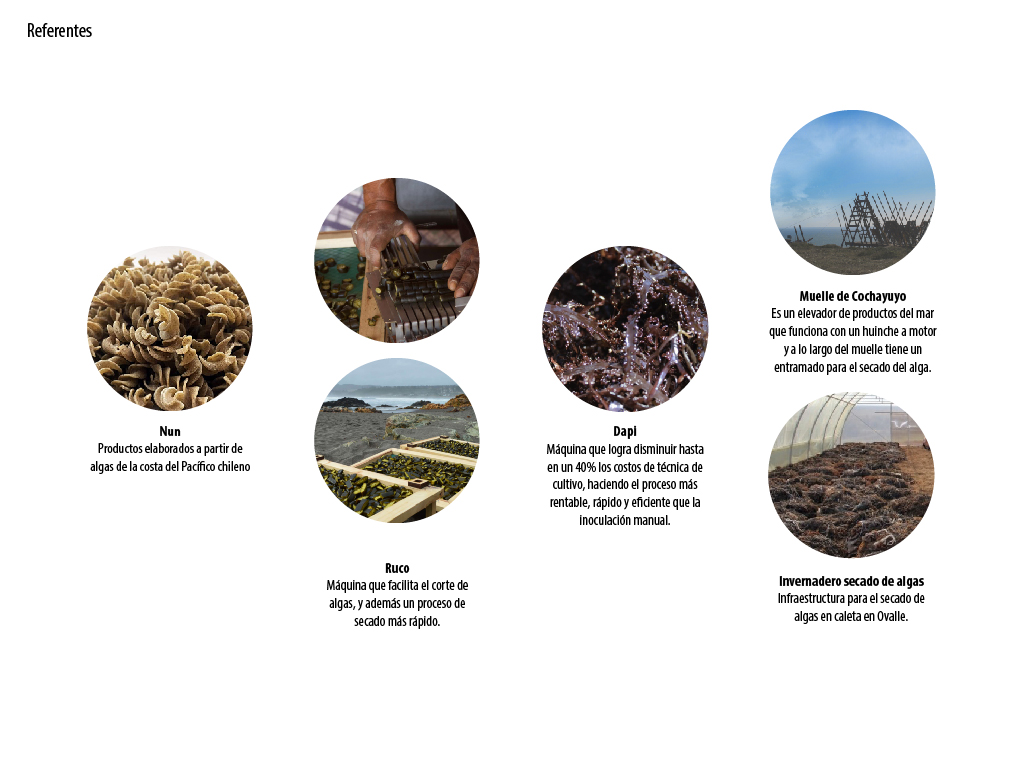 Referentes
Nun
Productos elaborados a partir de
algas de la costa del Pacífico chileno
Ruco
Máquina que facilita el corte de
algas, y además un proceso de
secado más rápido.
Dapi
Máquina que logra disminuir hasta
en un 40% los costos de técnica de
cultivo, haciendo el proceso más
rentable, rápido y eficiente que la
inoculación manual.
Muelle de Cochayuyo
Es un elevador de productos del mar
que funciona con un huinche a motor
y a lo largo del muelle tiene un
entramado para el secado del alga.
Invernadero secado de algas
Infraestructura para el secado de
algas en caleta en Ovalle.